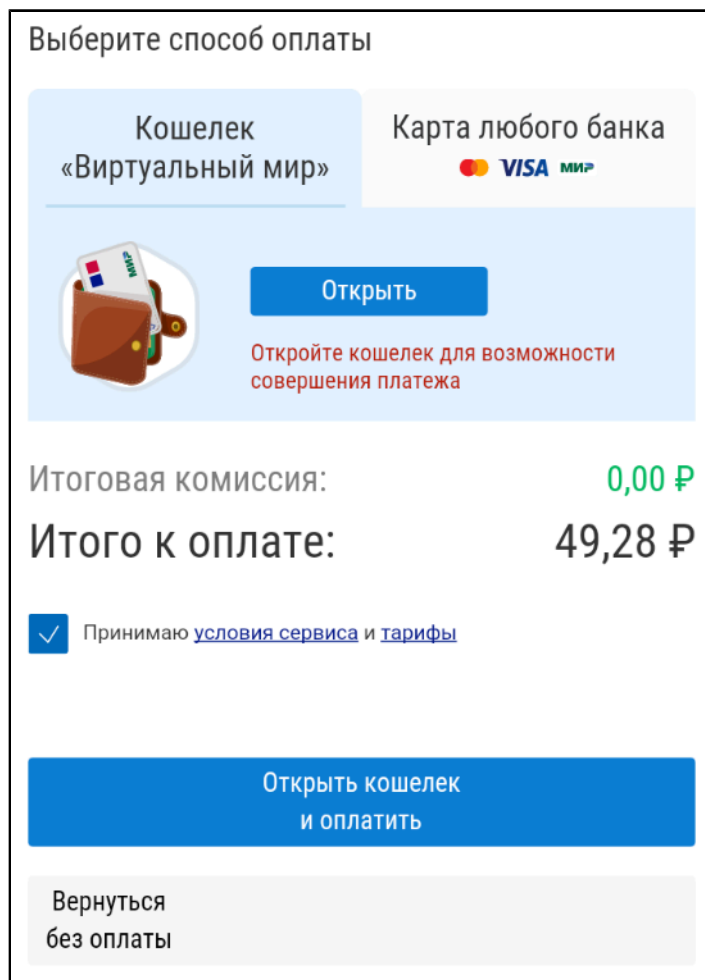 Выберите способ оплаты
Кошелек
«Виртуальный мир»
Карта любого банка
VISA МИР
МИР
Открыть
Откройте кошелек для возможности
совершения платежа
Итоговая комиссия: 0,00 ₽
Итого к оплате: 49,28 ₽
Принимаю условия сервиса и тарифы
Открыть кошелек
и оплатить
Вернуться
без оплаты